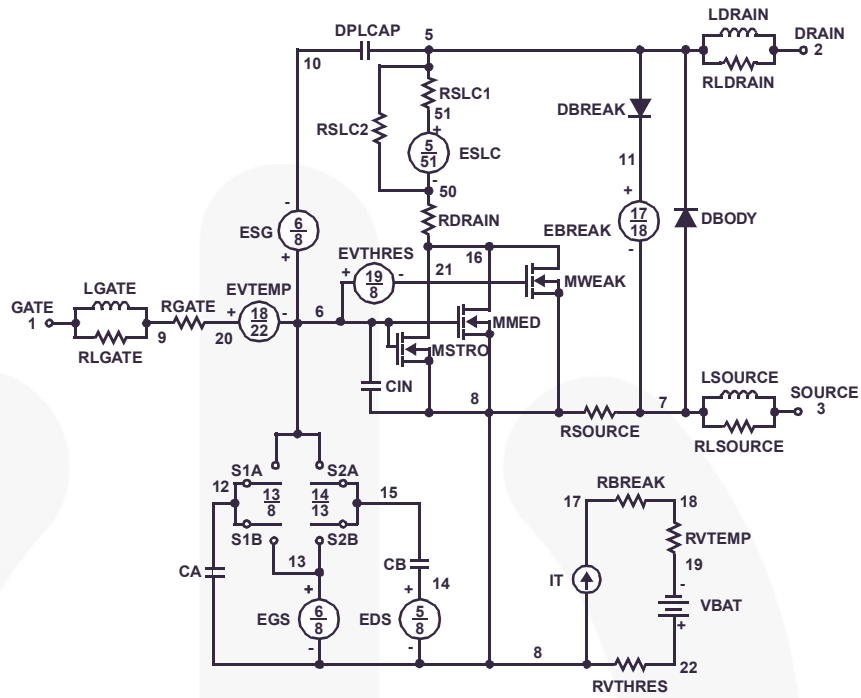 LDRAIN
DPLCAP
5
DRAIN
2
10
RLDRAIN
RSLC1
51
RSLC2
+
5
51
ESLC
-
50
DBREAK
11
+
17
18
EBREAK
-
DBODY
RDRAIN
-
6
8
ESG
+
EVTHRES
+
19
8
-
21
16
MWEAK
LGATE
GATE
1
RLGATE
9
RGATE
20
EVTEMP
+
18
22
-
6
MMED
MSTRO
CIN
8
RSOURCE
7
LSOURCE
SOURCE
3
RLSOURCE
S1A
S2A
12
13
8
14
13
15
S1B
S2B
13
CA
CB
+
14
+
EGS
6
8
-
EDS
5
8
-
RBREAK
17
18
RVTEMP
19
IT
-
VBAT
+
8
22
RVTHRES